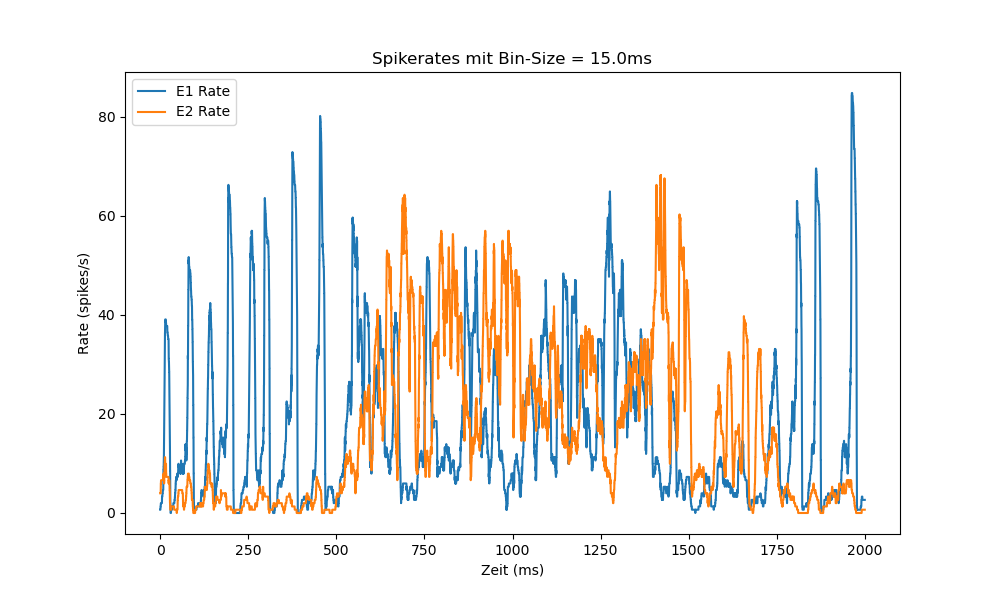 Spikerates mit Bin-Size = 15.0ms
E1 Rate
E2 Rate
Rate (spikes/s)
80
60
40
20
0
0 250 500 750 1000 1250 1500 1750 2000
Zeit (ms)